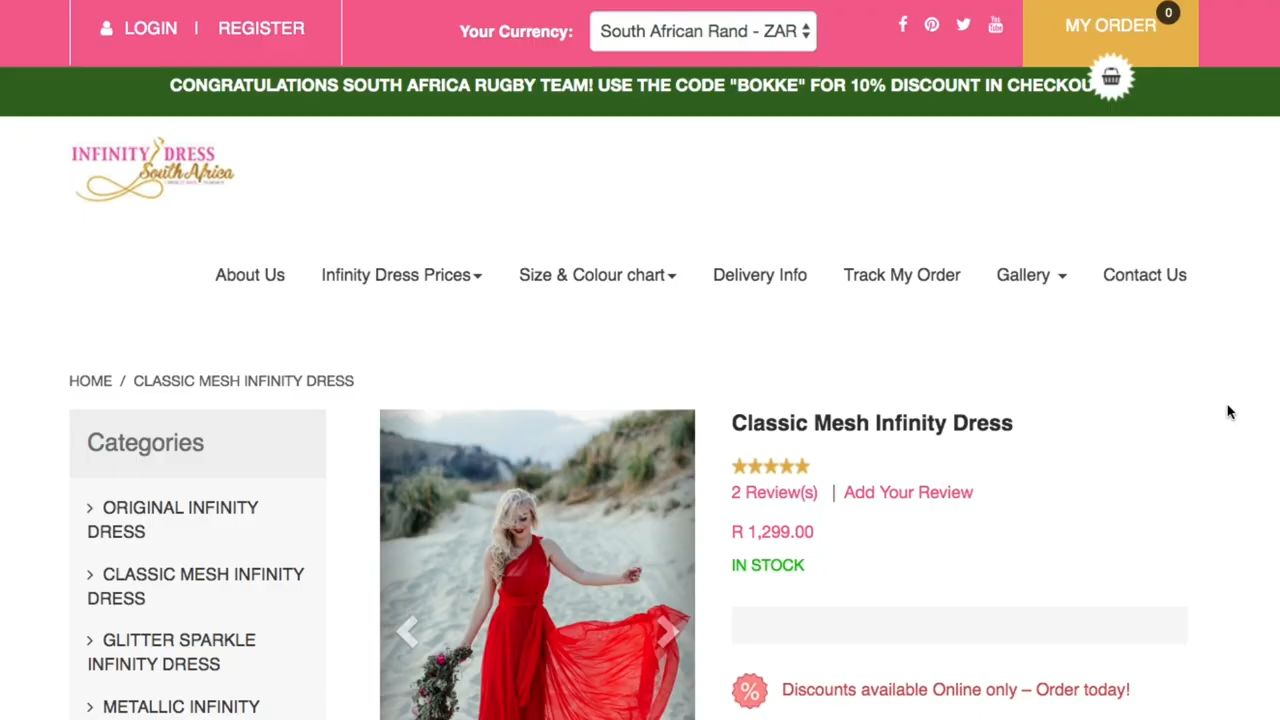 LOGIN | REGISTER
Your Currency:
South African Rand - ZAR
You
MY ORDER
0
CONGRATULATIONS SOUTH AFRICA RUGBY TEAM! USE THE CODE "BOKKE" FOR 10% DISCOUNT IN CHECKOU
INFINITY DRESS
South Africa
About Us
Infinity Dress Prices
Size & Colour chart
Delivery Info
Track My Order
Gallery
Contact Us
HOME / CLASSIC MESH INFINITY DRESS
Categories
> ORIGINAL INFINITY
DRESS
> CLASSIC MESH INFINITY
DRESS
> GLITTER SPARKLE
INFINITY DRESS
> METALLIC INFINITY
Classic Mesh Infinity Dress
2 Review(s) | Add Your Review
R 1,299.00
IN STOCK
% Discounts available Online only – Order today!